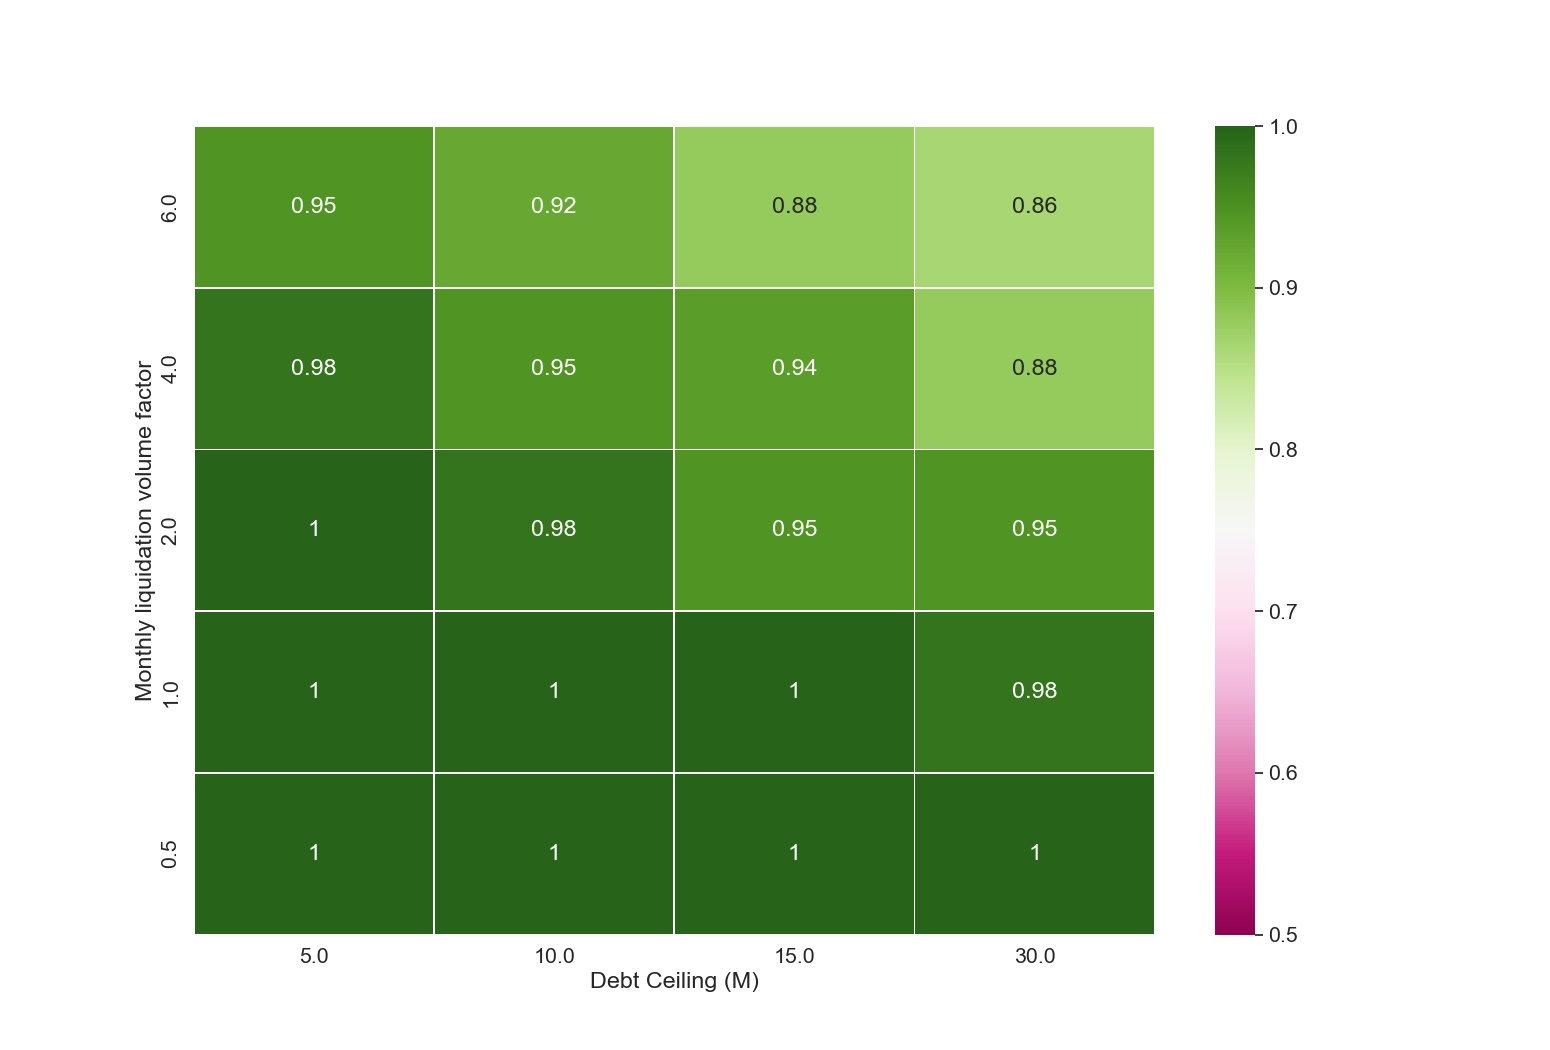 1.0
6.0 0.95 0.92 0.88 0.86
0.9
4.0 0.98 0.95 0.94 0.88
0.8
Monthly liquidation volume factor
2.0 1 0.98 0.95 0.95
0.7
1.0 1 1 1 0.98
0.6
0.5 1 1 1 1
0.5
5.0 10.0 15.0 30.0
Debt Ceiling (M)